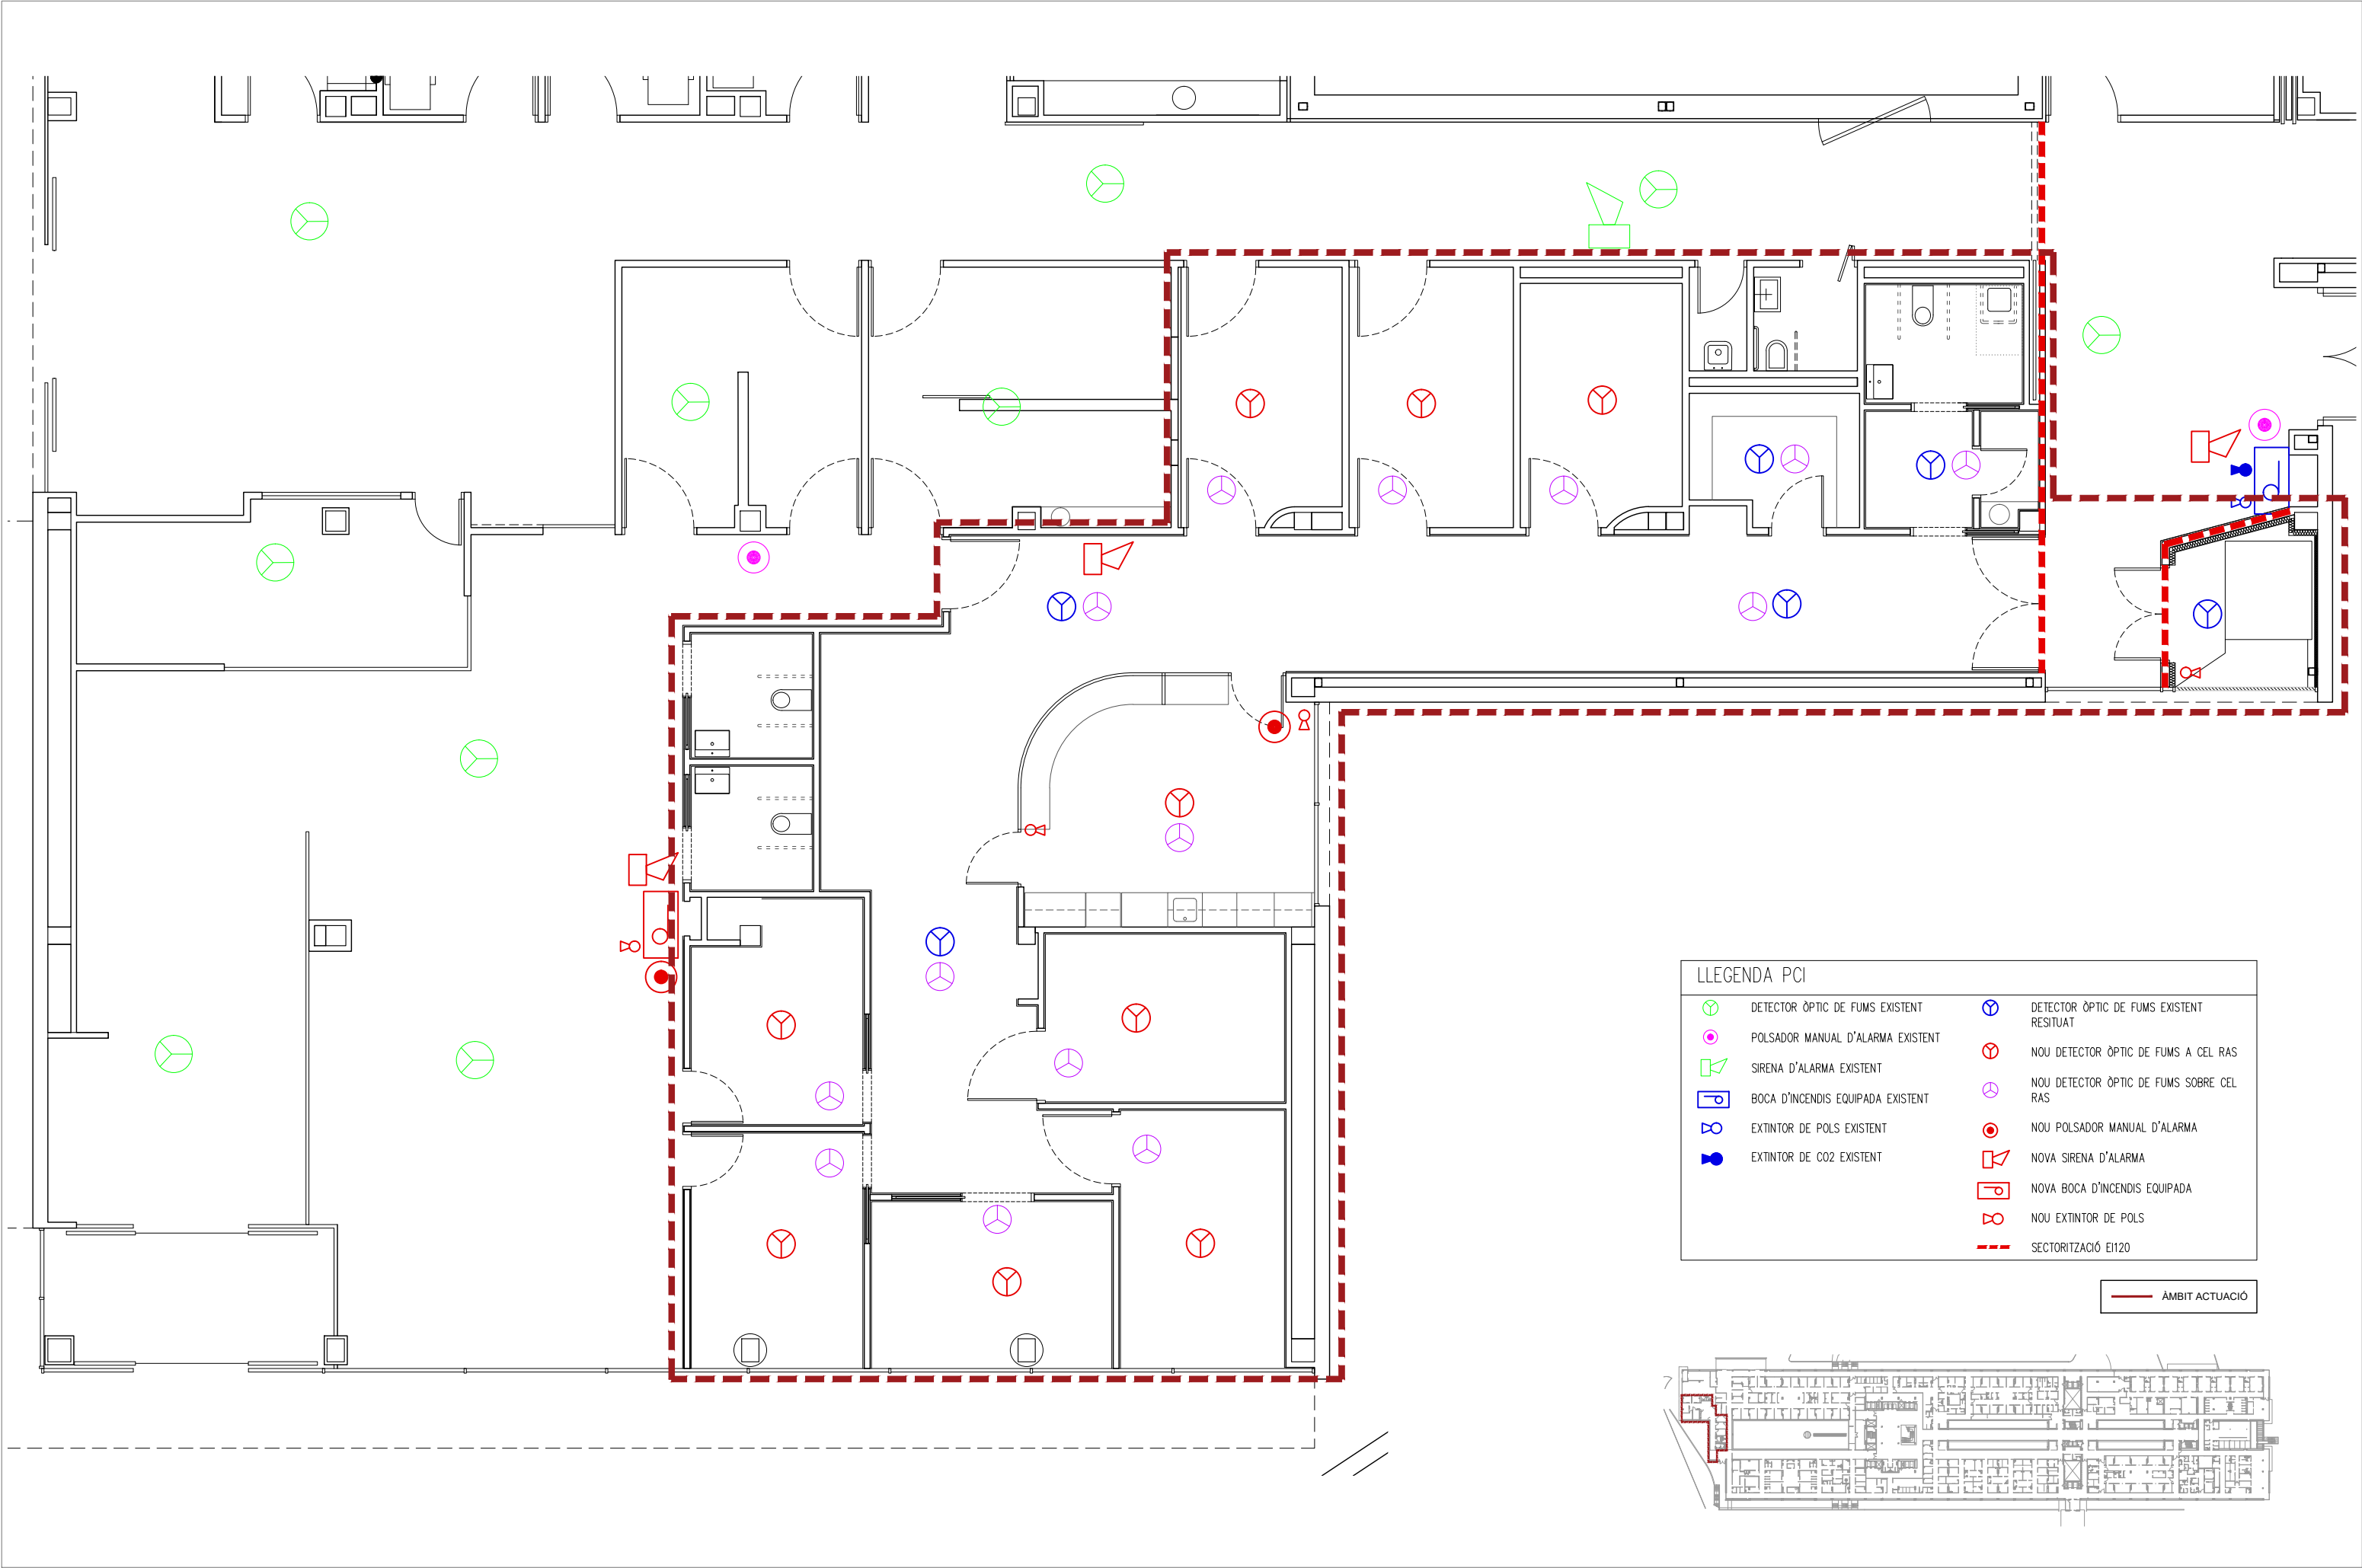 LLEGENDA PCI
DETECTOR ÒPTIC DE FUMS EXISTENT
POLSADOR MANUAL D'ALARMA EXISTENT
SIRENA D'ALARMA EXISTENT
BOCA D'INCENDIS EQUIPADA EXISTENT
EXTINTOR DE POLS EXISTENT
EXTINTOR DE CO2 EXISTENT
DETECTOR ÒPTIC DE FUMS EXISTENT
RESITUAT
NOU DETECTOR ÒPTIC DE FUMS A CEL RAS
NOU DETECTOR ÒPTIC DE FUMS SOBRE CEL
RAS
NOU POLSADOR MANUAL D'ALARMA
NOVA SIRENA D'ALARMA
NOVA BOCA D'INCENDIS EQUIPADA
NOU EXTINTOR DE POLS
SECTORITZACIÓ EI120
ÀMBIT ACTUACIÓ